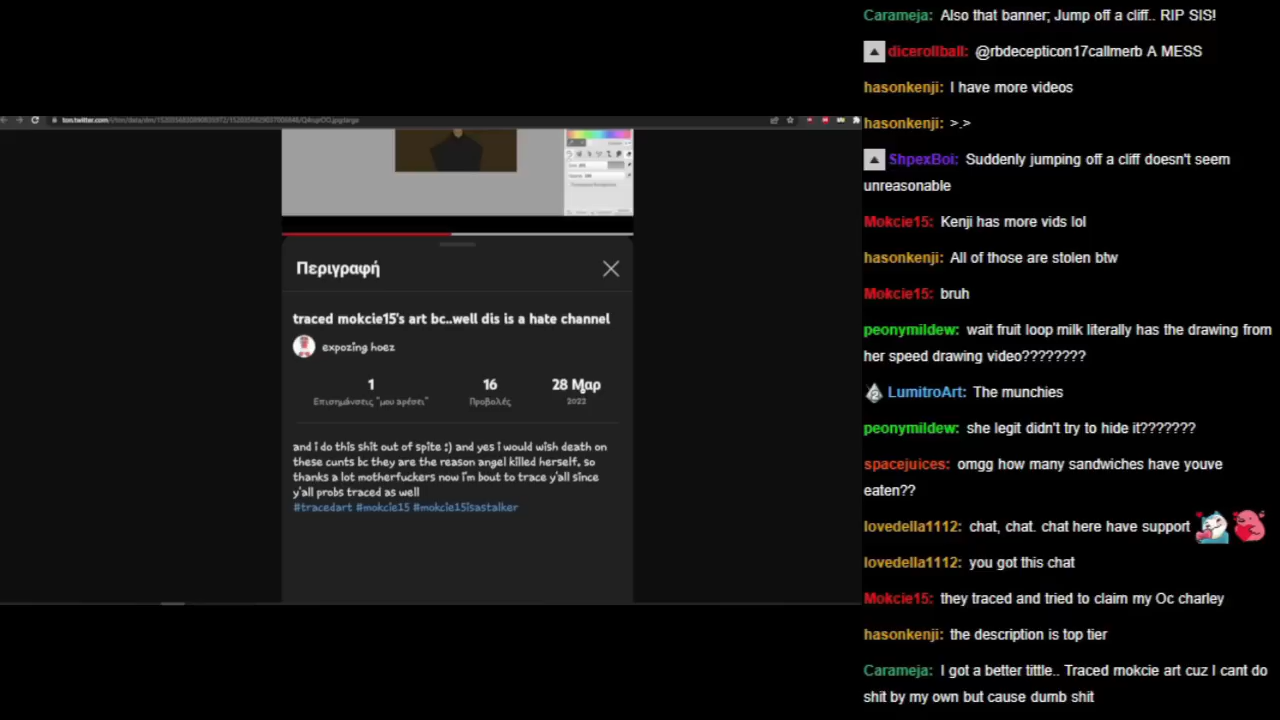 Περιγραφή
traced mokcie15's art bc..well dis is a hate channel
expozing hoez
1
16
28 Μαρ
Επισημάνσεις "μου αρέσει"
Προβολές
2022
and i do this shit out of spite ;) and yes i would wish death on
these cunts bc they are the reason angel killed herself, so
thanks a lot motherfuckers now i'm bout to trace y'all since
y'all probs traced as well
#tracedart #mokcie15 #mokcie15isastalker
Carameja: Also that banner; Jump off a cliff.. RIP SIS!
dicerollball: @rbdecepticon17callmerb A MESS
hasonkenji: I have more videos
hasonkenji: >.>
ShpexBoi: Suddenly jumping off a cliff doesn't seem
unreasonable
Mokcie15: Kenji has more vids lol
hasonkenji: All of those are stolen btw
Mokcie15: bruh
peonymildew: wait fruit loop milk literally has the drawing from
her speed drawing video????????
LumitroArt: The munchies
peonymildew: she legit didn't try to hide it???????
spacejuices: omgg how many sandwiches have youve
eaten??
lovedella1112: chat, chat. chat here have support
lovedella1112: you got this chat
Mokcie15: they traced and tried to claim my Oc charley
hasonkenji: the description is top tier
Carameja: I got a better tittle.. Traced mokcie art cuz I cant do
shit by my own but cause dumb shit